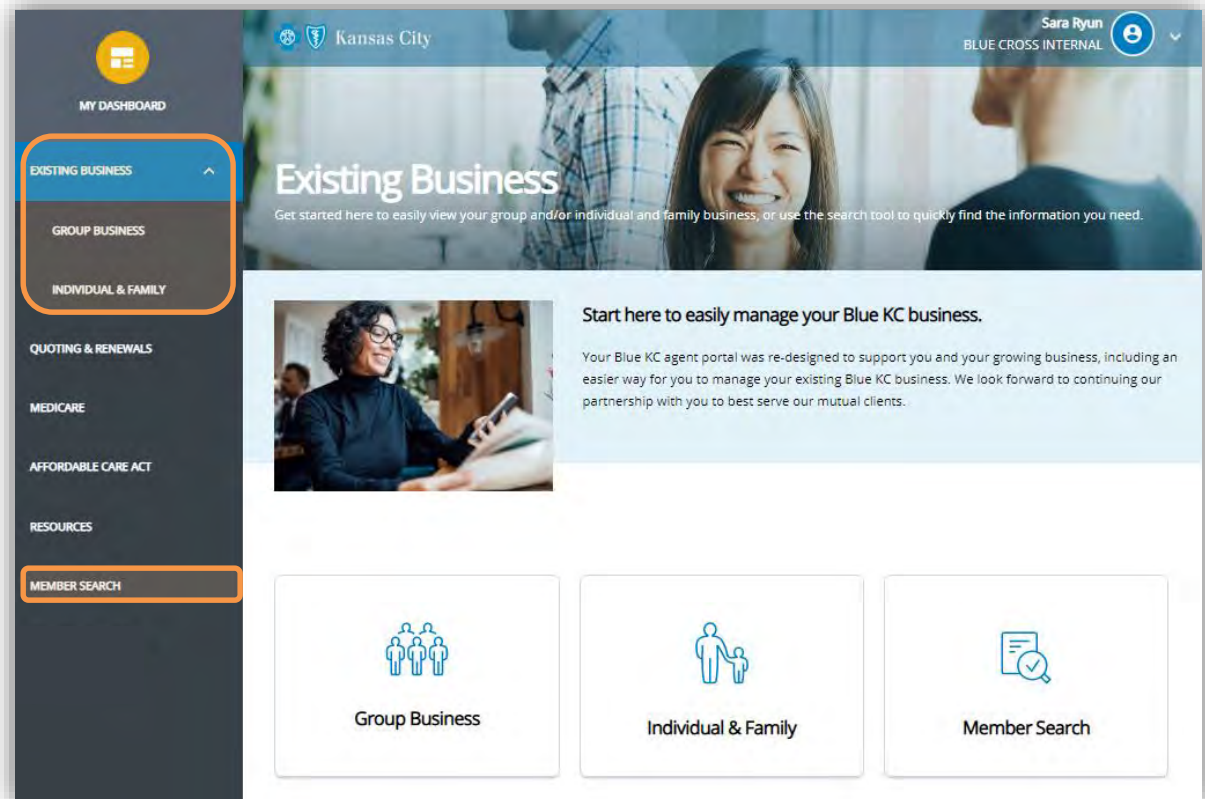 MY DASHBOARD
EXISTING BUSINESS
GROUP BUSINESS
INDIVIDUAL & FAMILY
QUOTING & RENEWALS
MEDICARE
AFFORDABLE CARE ACT
RESOURCES
MEMBER SEARCH
Kansas City
Sara Ryun
BLUE CROSS INTERNAL
Existing Business
Get started here to easily view your group and/or individual and family business, or use the search tool to quickly find the information you need.
Start here to easily manage your Blue KC business.
Your Blue KC agent portal was re-designed to support you and your growing business, including an
easier way for you to manage your existing Blue KC business. We look forward to continuing our
partnership with you to best serve our mutual clients.
Group Business
Individual & Family
Member Search